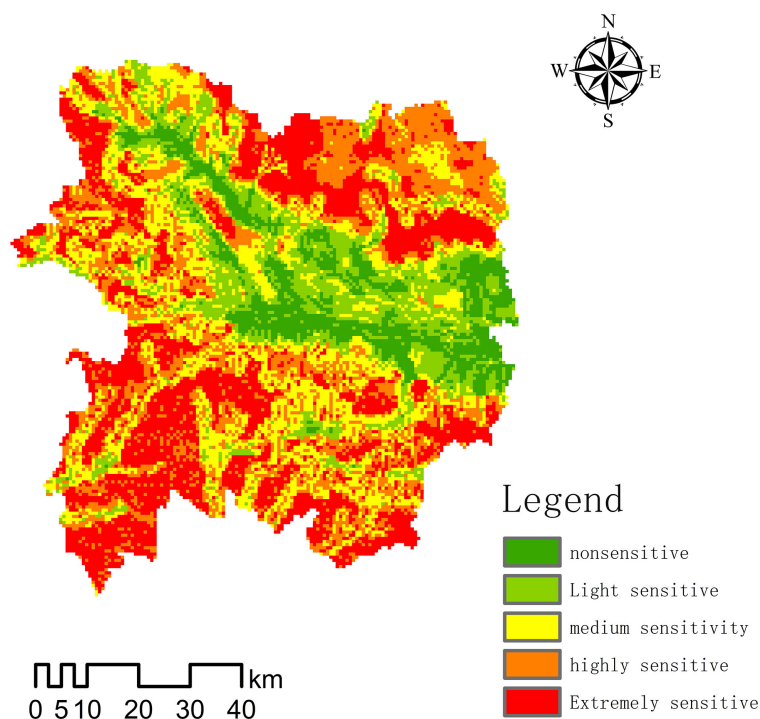 N
W E
S
Legend
nonsensitive
Light sensitive
medium sensitivity
highly sensitive
Extremely sensitive
km
0 5 10 20 30 40